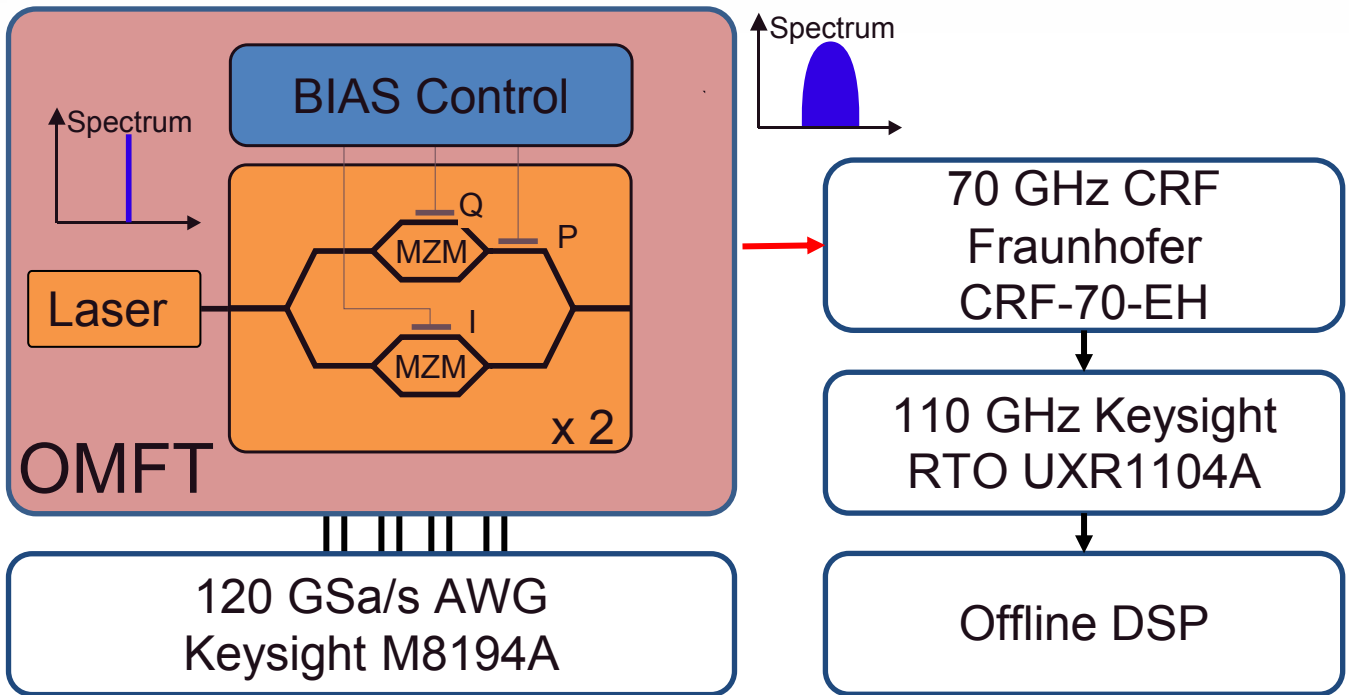 BIAS Control
Spectrum
Laser
Q
MZM
P
I
MZM
x 2
OMFT
120 GSa/s AWG
Keysight M8194A
Spectrum
70 GHz CRF
Fraunhofer
CRF-70-EH
110 GHz Keysight
RTO UXR1104A
Offline DSP